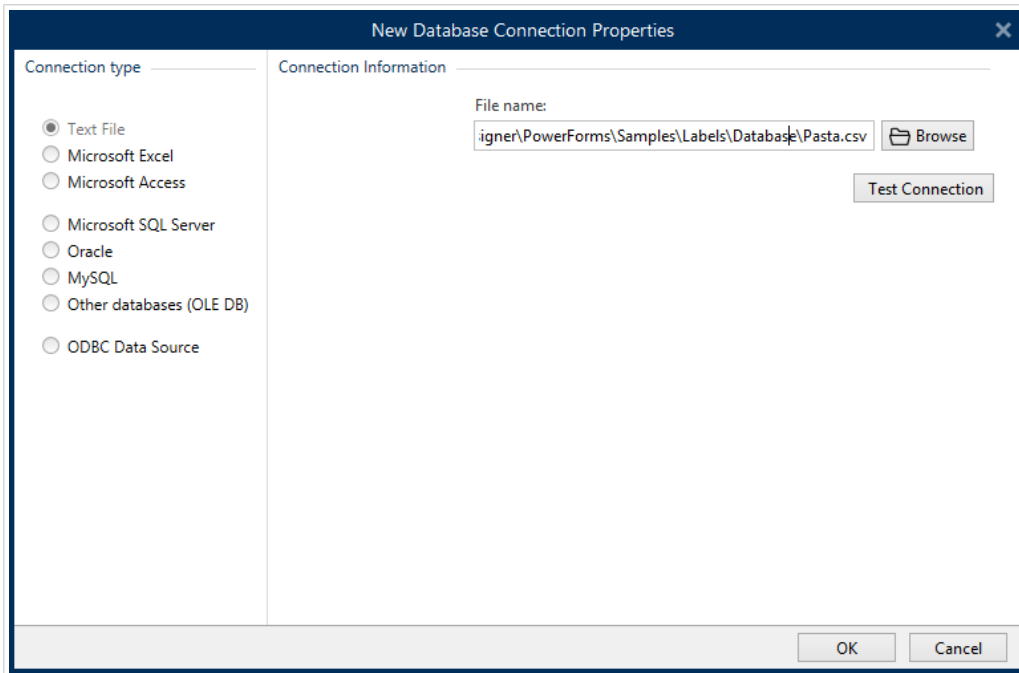 New Database Connection Properties
Connection type
Connection Information
Text File
Microsoft Excel
Microsoft Access
Microsoft SQL Server
Oracle
MySQL
Other databases (OLE DB)
ODBC Data Source
File name:
igner\PowerForms\Samples\Labels\Database\Pasta.csv
Browse
Test Connection
OK
Cancel